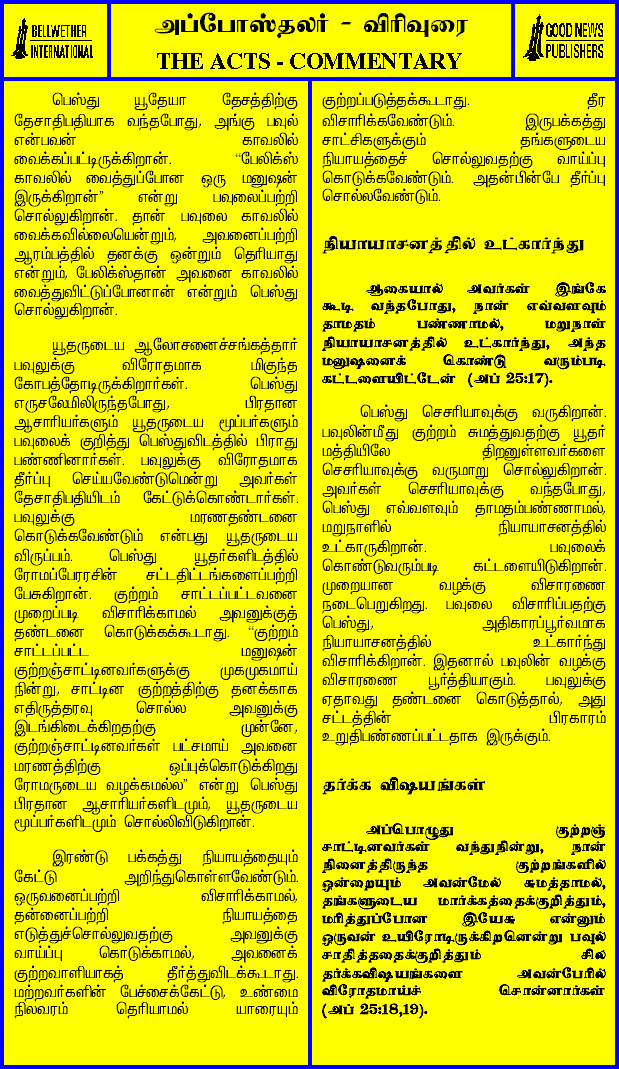 BELLWETHER
INTERNATIONAL
அப்போஸ்தலர் - விரிவுரை
THE ACTS - COMMENTARY
GOOD NEWS
PUBLISHERS
பெஸ்து யூதேயா தேசத்திற்கு
தேசாதிபதியாக வந்தபோது, அங்கு பவுல்
என்பவன் காவலில்
வைக்கப்பட்டிருக்கிறான். “பேலிக்ஸ்
காவலில் வைத்துப்போன ஒரு மனுஷன்
இருக்கிறான்” என்று பவுலைப்பற்றி
சொல்லுகிறான். தான் பவுலை காவலில்
வைக்கவில்லையென்றும், அவனைப்பற்றி
ஆரம்பத்தில் தனக்கு ஒன்றும் தெரியாது
என்றும், பேலிக்ஸ்தான் அவனை காவலில்
வைத்துவிட்டுப்போனான் என்றும் பெஸ்து
சொல்லுகிறான்.
யூதருடைய ஆலோசனைச்சங்கத்தார்
பவுலுக்கு விரோதமாக மிகுந்த
கோபத்தோடிருக்கிறார்கள். பெஸ்து
எருசலேமிலிருந்தபோது, பிரதான
ஆசாரியர்களும் யூதருடைய மூப்பர்களும்
பவுலைக் குறித்து பெஸ்துவிடத்தில் பிராது
பண்ணினார்கள். பவுலுக்கு விரோதமாக
தீர்ப்பு செய்யவேண்டுமென்று அவர்கள்
தேசாதிபதியிடம் கேட்டுக்கொண்டார்கள்.
பவுலுக்கு மரணதண்டனை
கொடுக்கவேண்டும் என்பது யூதருடைய
விருப்பம். பெஸ்து யூதர்களிடத்தில்
ரோமப்பேரரசின் சட்டதிட்டங்களைப்பற்றி
பேசுகிறான். குற்றம் சாட்டப்பட்டவனை
முறைப்படி விசாரிக்காமல் அவனுக்குத்
தண்டனை கொடுக்கக்கூடாது. “குற்றம்
சாட்டப்பட்ட மனுஷன்
குற்றஞ்சாட்டினவர்களுக்கு முகமுகமாய்
நின்று, சாட்டின குற்றத்திற்கு தனக்காக
எதிருத்தரவு சொல்ல அவனுக்கு
இடங்கிடைக்கிறதற்கு முன்னே,
குற்றஞ்சாட்டினவர்கள் பட்சமாய் அவனை
மரணத்திற்கு ஒப்புக்கொடுக்கிறது
ரோமருடைய வழக்கமல்ல” என்று பெஸ்து
பிரதான ஆசாரியர்களிடமும், யூதருடைய
மூப்பர்களிடமும் சொல்லிவிடுகிறான்.
இரண்டு பக்கத்து நியாயத்தையும்
கேட்டு அறிந்துகொள்ளவேண்டும்.
ஒருவனைப்பற்றி விசாரிக்காமல்,
தன்னைப்பற்றி நியாயத்தை
எடுத்துச்சொல்லுவதற்கு அவனுக்கு
வாய்ப்பு கொடுக்காமல், அவனைக்
குற்றவாளியாகத் தீர்த்துவிடக்கூடாது.
மற்றவர்களின் பேச்சைக்கேட்டு, உண்மை
நிலவரம் தெரியாமல் யாரையும்
குற்றப்படுத்தக்கூடாது. தீர
விசாரிக்கவேண்டும். இருபக்கத்து
சாட்சிகளுக்கும் தங்களுடைய
நியாயத்தைச் சொல்லுவதற்கு வாய்ப்பு
கொடுக்கவேண்டும். அதன்பின்பே தீர்ப்பு
சொல்லவேண்டும்.
நியாயாசனத்தில் உட்கார்ந்து
ஆகையால் அவர்கள் இங்கே
கூடி வந்தபோது, நான் எவ்வளவும்
தாமதம் பண்ணாமல், மறுநாள்
நியாயாசனத்தில் உட்கார்ந்து, அந்த
மனுஷனைக் கொண்டு வரும்படி
கட்டளையிட்டேன் (அப் 25:17).
பெஸ்து செசரியாவுக்கு வருகிறான்.
பவுலின்மீது குற்றம் சுமத்துவதற்கு யூதர்
மத்தியிலே திறனுள்ளவர்களை
செசரியாவுக்கு வருமாறு சொல்லுகிறான்.
அவர்கள் செசரியாவுக்கு வந்தபோது,
பெஸ்து எவ்வளவும் தாமதம்பண்ணாமல்,
மறுநாளில் நியாயாசனத்தில்
உட்காருகிறான். பவுலைக்
கொண்டுவரும்படி கட்டளையிடுகிறான்.
முறையான வழக்கு விசாரணை
நடைபெறுகிறது. பவுலை விசாரிப்பதற்கு
பெஸ்து, அதிகாரப்பூர்வமாக
நியாயாசனத்தில் உட்கார்ந்து
விசாரிக்கிறான். இதனால் பவுலின் வழக்கு
விசாரணை பூர்த்தியாகும். பவுலுக்கு
ஏதாவது தண்டனை கொடுத்தால், அது
சட்டத்தின் பிரகாரம்
உறுதிபண்ணப்பட்டதாக இருக்கும்.
தர்க்க விஷயங்கள்
அப்பொழுது குற்றஞ்
சாட்டினவர்கள் வந்துநின்று, நான்
நினைத்திருந்த குற்றங்களில்
ஒன்றையும் அவன்மேல் சுமத்தாமல்,
தங்களுடைய மார்க்கத்தைக்குறித்தும்,
மரித்துப்போன இயேசு என்னும்
ஒருவன் உயிரோடிருக்கிறானென்று பவுல்
சாதித்ததைக்குறித்தும் சில
தர்க்கவிஷயங்களை அவன்பேரில்
விரோதமாய்ச் சொன்னார்கள்
(அப் 25:18,19).